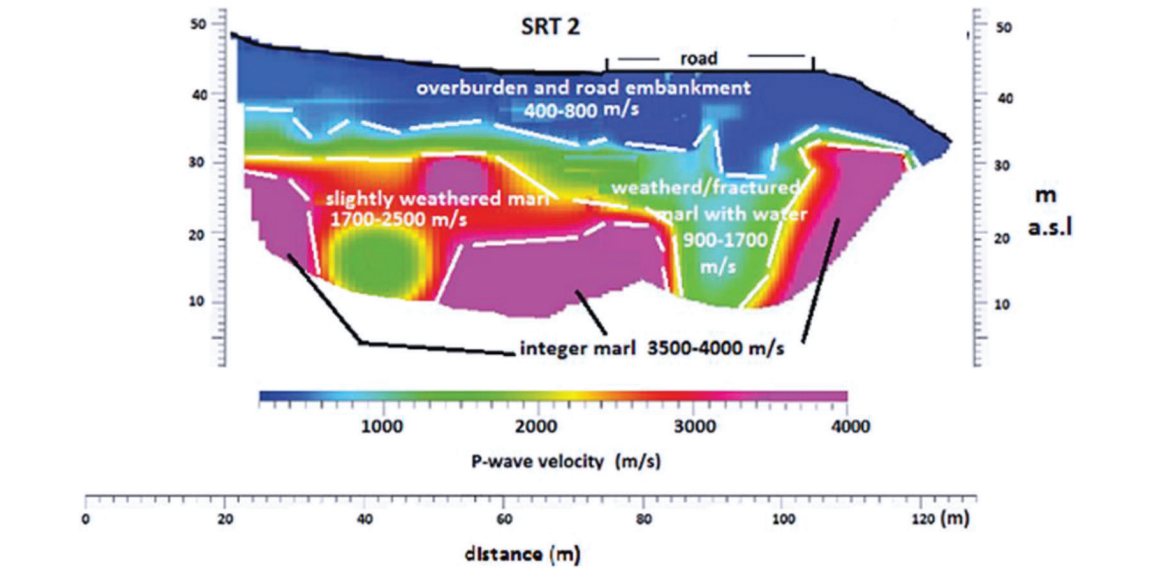 SRT 2
50
50
road
overburden and road embankment
400-800 m/s
40
40
30
30
weatherd/fractured
slightly weathered marl
marl with water
m
1700-2500 m/s
a.s.l
20
20
900-1700
m/s
10
10
integer marl 3500-4000 m/s
1000 2000 3000 4000
P-wave velocity (m/s)
0 20 40 60 80 100 120 (m)
distance (m)